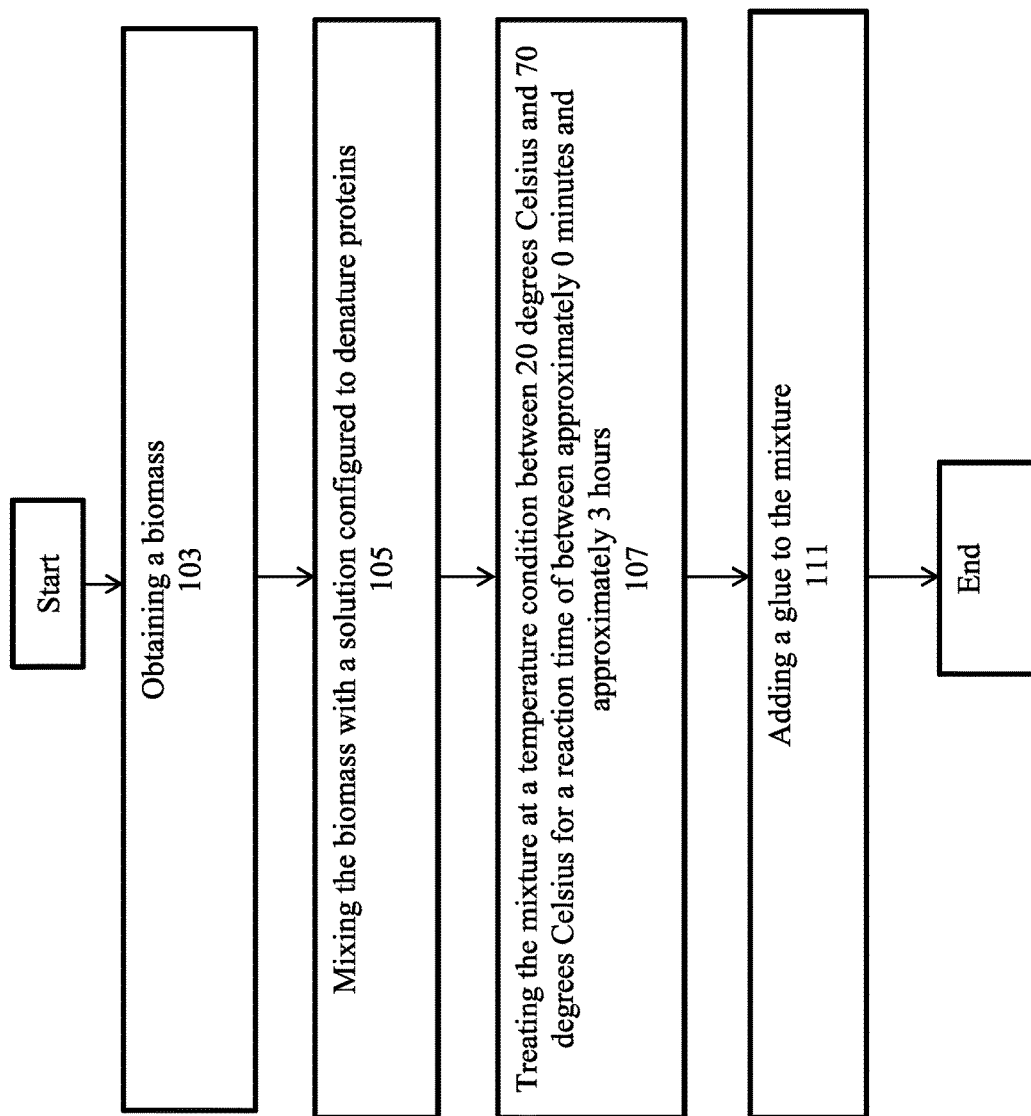 Start
Obtaining a biomass
103
Mixing the biomass with a solution configured to denature proteins
105
Treating the mixture at a temperature condition between 20 degrees Celsius and 70
degrees Celsius for a reaction time of between approximately 0 minutes and
approximately 3 hours
107
Adding a glue to the mixture
111
End